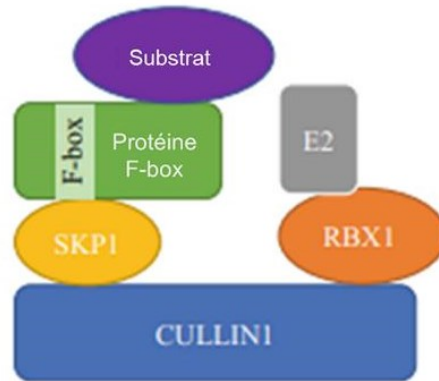 Substrat
F-box
Protéine
F-box
E2
SKP1
RBX1
CULLIN1